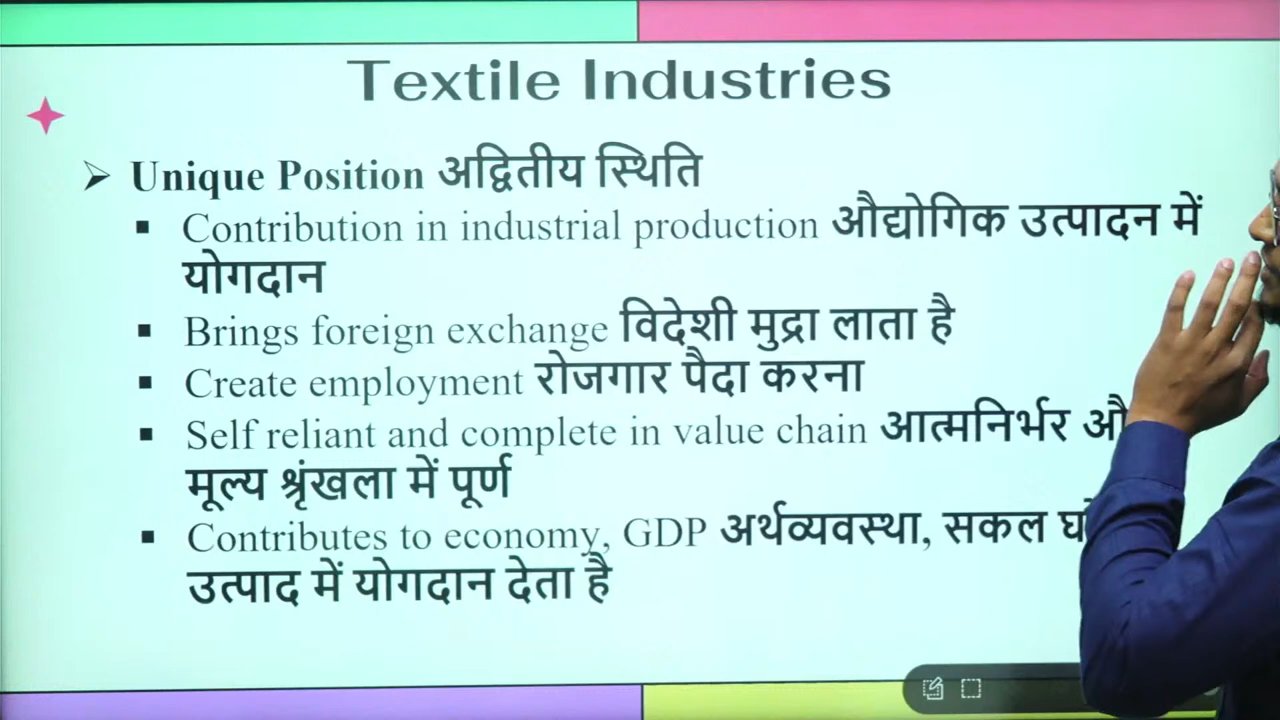 Textile Industries
Unique Position अद्वितीय स्थिति
Contribution in industrial production औद्योगिक उत्पादन में
योगदान
Brings foreign exchange विदेशी मुद्रा लाता है
Create employment रोजगार पैदा करना
Self reliant and complete in value chain आत्मनिर्भर
मूल्य श्रृंखला में पूर्ण
Contributes to economy, GDP अर्थव्यवस्था, सकल
उत्पाद में योगदान देता है